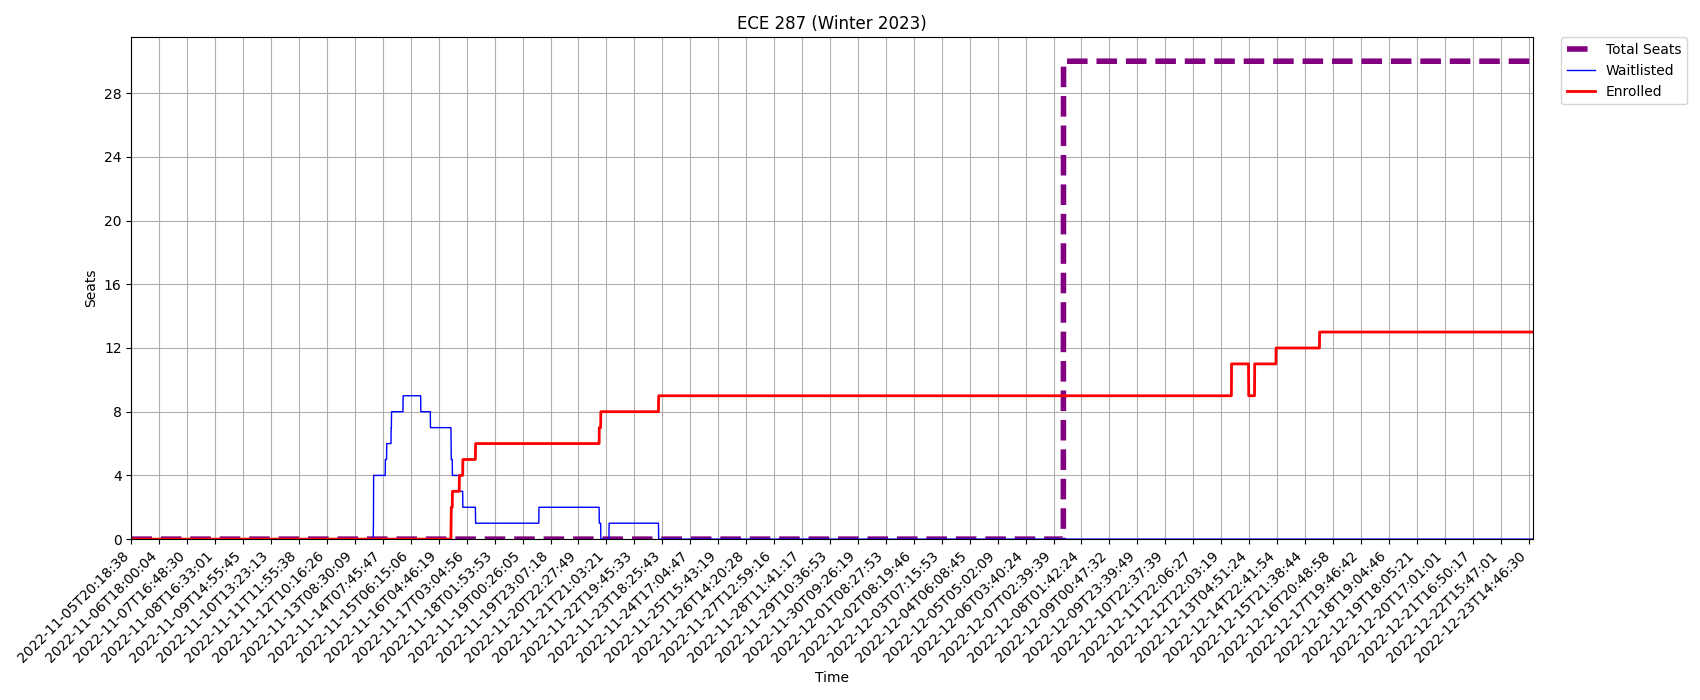 ECE 287 (Winter 2023)
Total Seats
Waitlisted
Enrolled
Seats
28
24
20
16
12
8
4
0
2022-11-05T20:18:38
2022-11-06T18:00:04
2022-11-07T16:48:30
2022-11-08T16:33:01
2022-11-09T14:55:45
2022-11-10T13:23:13
2022-11-11T11:55:38
2022-11-12T10:16:26
2022-11-13T08:30:09
2022-11-14T07:45:47
2022-11-15T06:15:06
2022-11-16T04:46:19
2022-11-17T03:04:56
2022-11-18T01:53:53
2022-11-19T00:26:05
2022-11-19T23:07:18
2022-11-20T22:27:49
2022-11-21T21:03:21
2022-11-22T19:45:33
2022-11-23T18:25:43
2022-11-24T17:04:47
2022-11-25T15:43:19
2022-11-26T14:20:28
2022-11-27T12:59:16
2022-11-28T11:41:17
2022-11-29T10:36:53
2022-11-30T09:26:19
2022-12-01T08:27:53
2022-12-02T08:19:46
2022-12-03T07:15:53
2022-12-04T06:08:45
2022-12-05T05:02:09
2022-12-06T03:40:24
2022-12-07T02:39:39
2022-12-08T01:42:24
2022-12-09T00:47:32
2022-12-09T23:39:49
2022-12-10T22:37:39
2022-12-11T22:06:27
2022-12-12T22:03:19
2022-12-13T04:51:24
2022-12-14T22:41:54
2022-12-15T21:38:44
2022-12-16T20:48:58
2022-12-17T19:46:42
2022-12-18T19:04:46
2022-12-19T18:05:21
2022-12-20T17:01:01
2022-12-21T16:50:17
2022-12-22T15:47:01
2022-12-23T14:46:30
Time